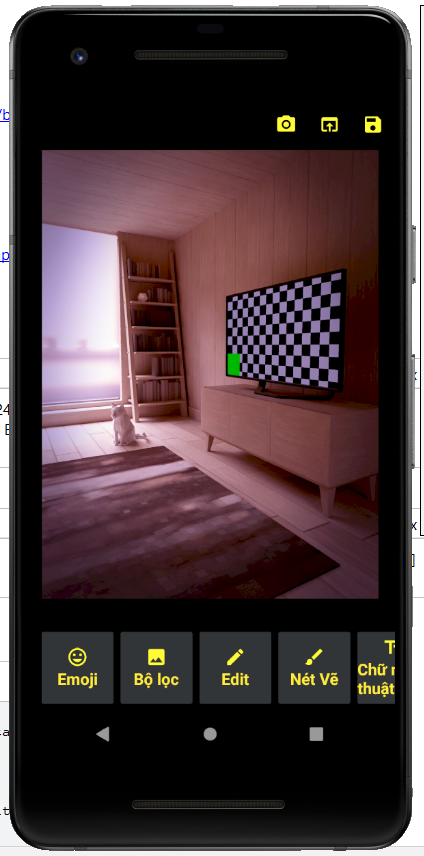 Emoji
Bộ lọc
Edit
Nét Vẽ
Chữ
thuật